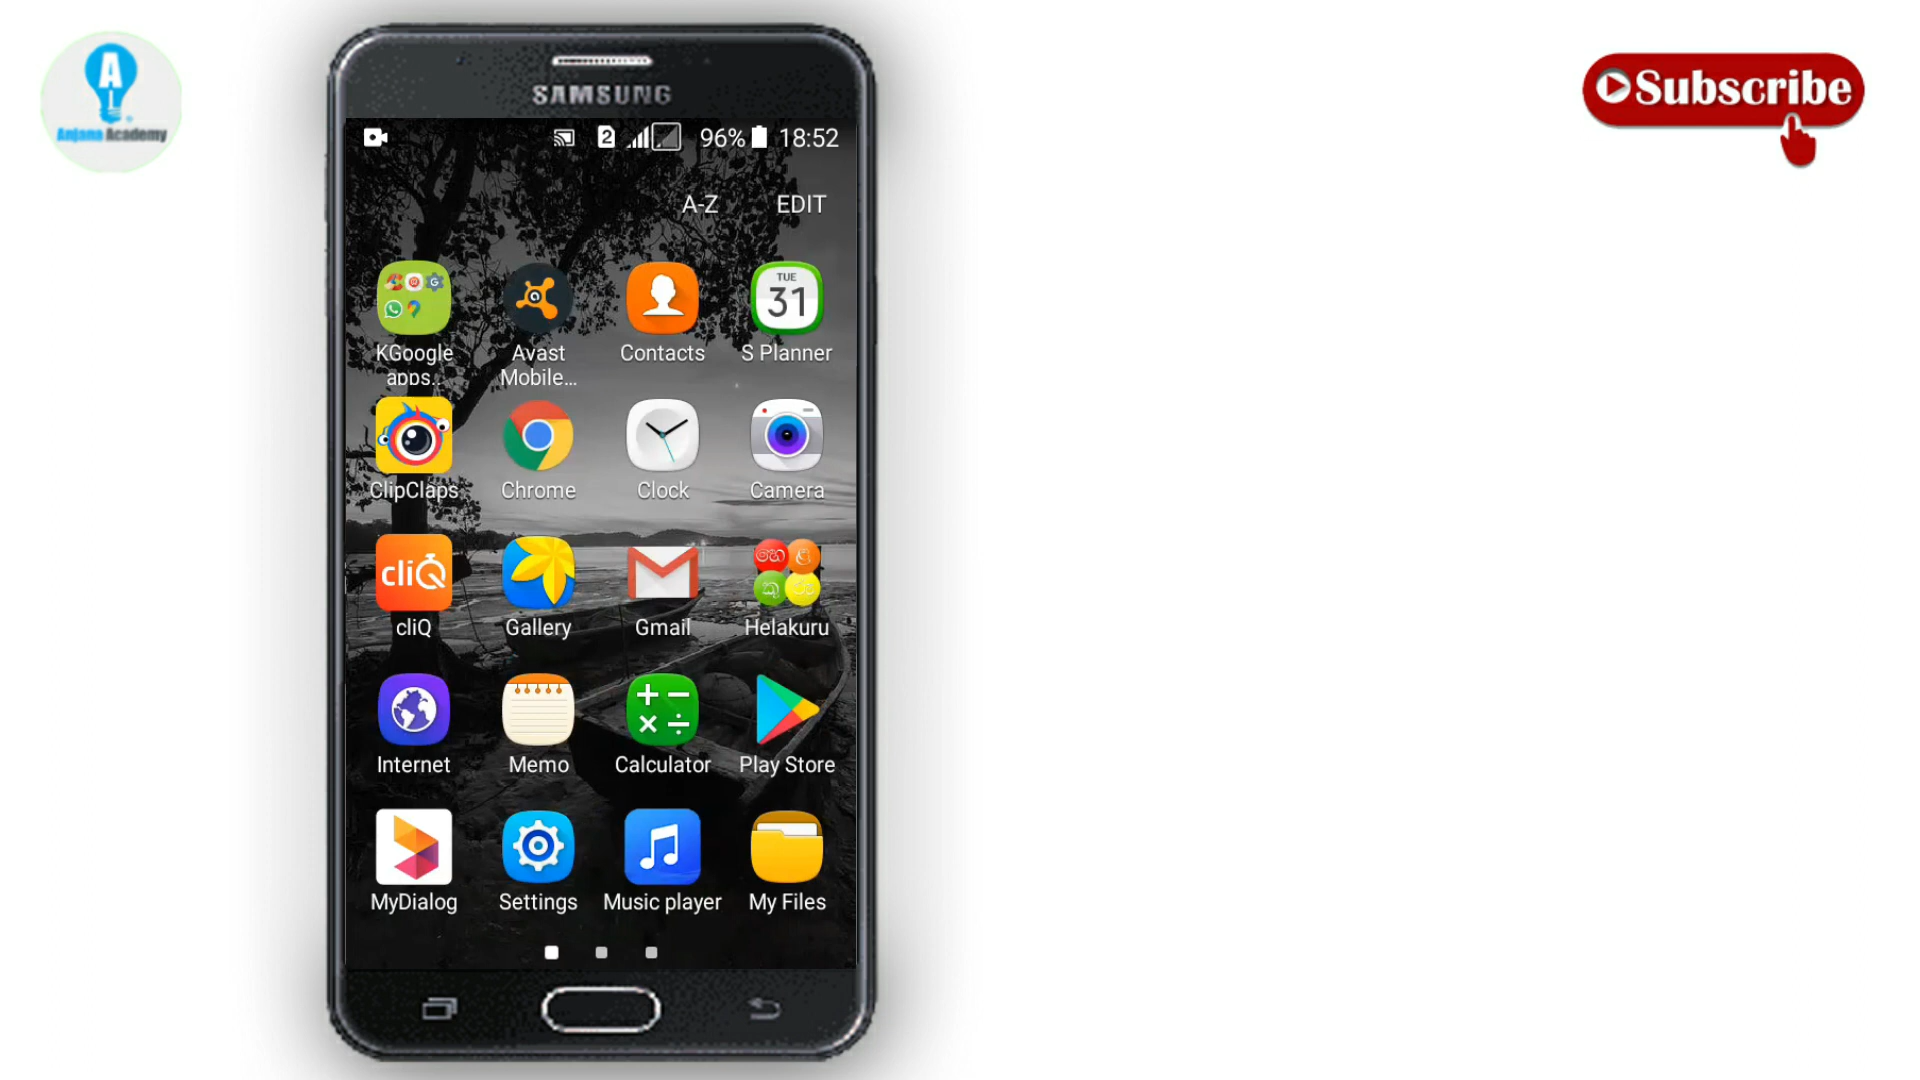 A
L
Anjana Academy
Subscribe
SAMSUNG
2
96%
18:52
A-Z
EDIT
KGoogle
apps..
Avast
Mobile...
Contacts
TUE
31
S Planner
ClipClaps
Chrome
Clock
Camera
cliQ
cliQ
Gallery
Gmail
හෙ
ළ
කු
රු
Helakuru
Internet
Memo
Calculator
Play Store
MyDialog
Settings
Music player
My Files